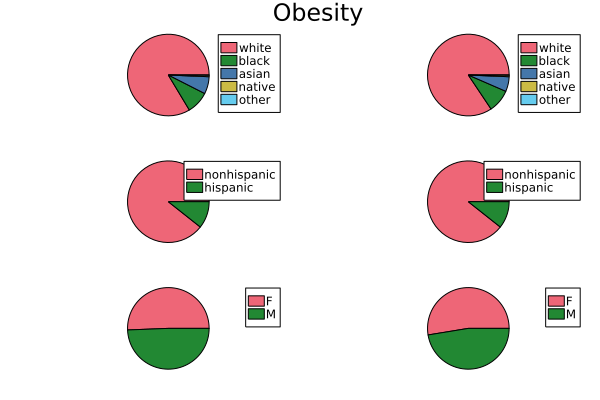 Obesity
white
black
asian
native
other
white
black
asian
native
other
nonhispanic
hispanic
nonhispanic
hispanic
F
M
F
M